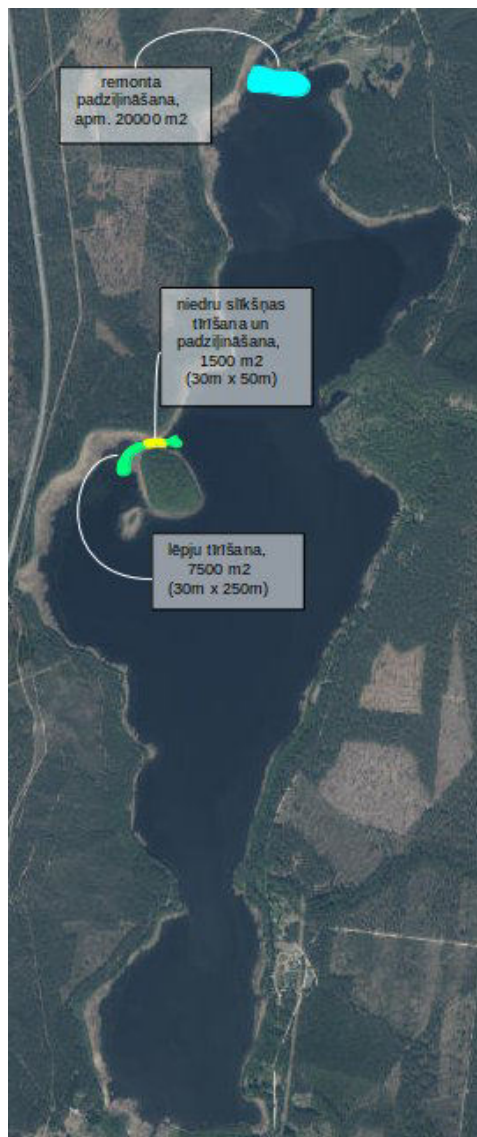 remonta
padziļināšana,
apm. 20000 m2
niedru slīkšņas
tīrīšana un
padziļināšana,
1500 m2
(30m x 50m)
lēpju tīrīšana,
7500 m2
(30m x 250m)